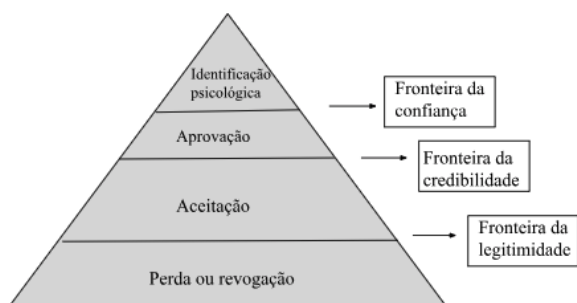 Identificação
psicológica
Fronteira da
confiança
Aprovação
Fronteira da
credibilidade
Aceitação
Fronteira da
legitimidade
Perda ou revogação